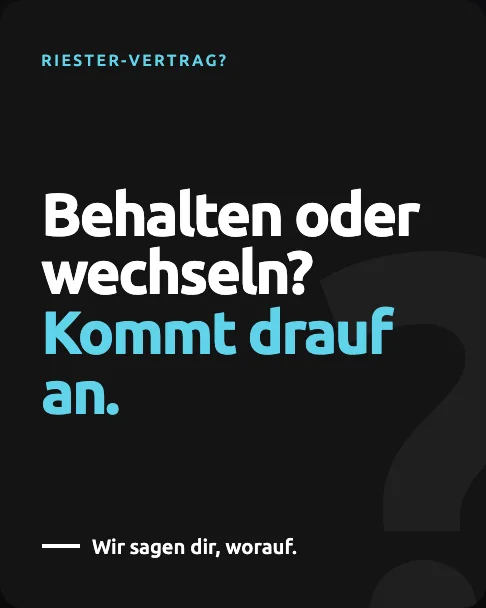 RIESTER-VERTRAG?
Behalten oder
wechseln?
Kommt drauf
an.
Wir sagen dir, worauf.
?